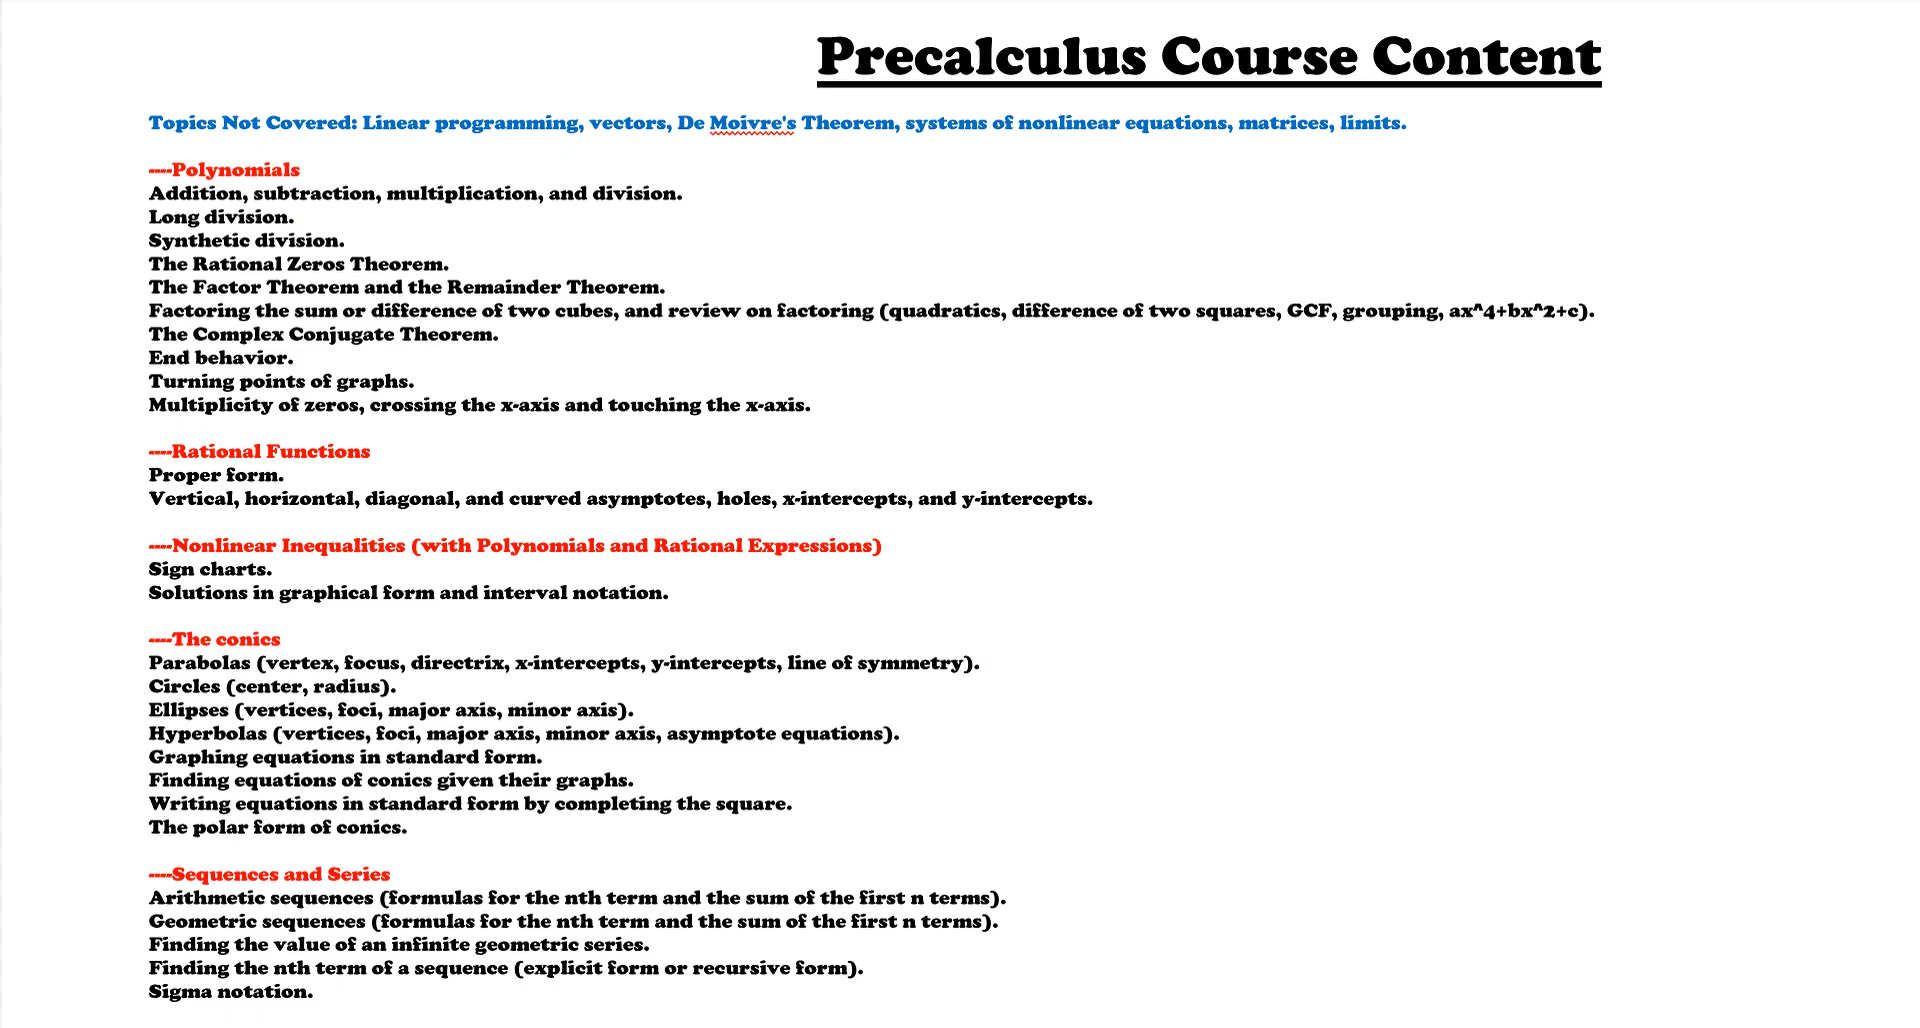 Precalculus Course Content
Topics Not Covered: Linear programming, vectors, De Moivre's Theorem, systems of nonlinear equations, matrices, limits.
----Polynomials
Addition, subtraction, multiplication, and division.
Long division.
Synthetic division.
The Rational Zeros Theorem.
The Factor Theorem and the Remainder Theorem.
Factoring the sum or difference of two cubes, and review on factoring (quadratics, difference of two squares, GCF, grouping, ax^4+bx^2+c).
The Complex Conjugate Theorem.
End behavior.
Turning points of graphs.
Multiplicity of zeros, crossing the x-axis and touching the x-axis.
----Rational Functions
Proper form.
Vertical, horizontal, diagonal, and curved asymptotes, holes, x-intercepts, and y-intercepts.
----Nonlinear Inequalities (with Polynomials and Rational Expressions)
Sign charts.
Solutions in graphical form and interval notation.
----The conics
Parabolas (vertex, focus, directrix, x-intercepts, y-intercepts, line of symmetry).
Circles (center, radius).
Ellipses (vertices, foci, major axis, minor axis).
Hyperbolas (vertices, foci, major axis, minor axis, asymptote equations).
Graphing equations in standard form.
Finding equations of conics given their graphs.
Writing equations in standard form by completing the square.
The polar form of conics.
----Sequences and Series
Arithmetic sequences (formulas for the nth term and the sum of the first n terms).
Geometric sequences (formulas for the nth term and the sum of the first n terms).
Finding the value of an infinite geometric series.
Finding the nth term of a sequence (explicit form or recursive form).
Sigma notation.